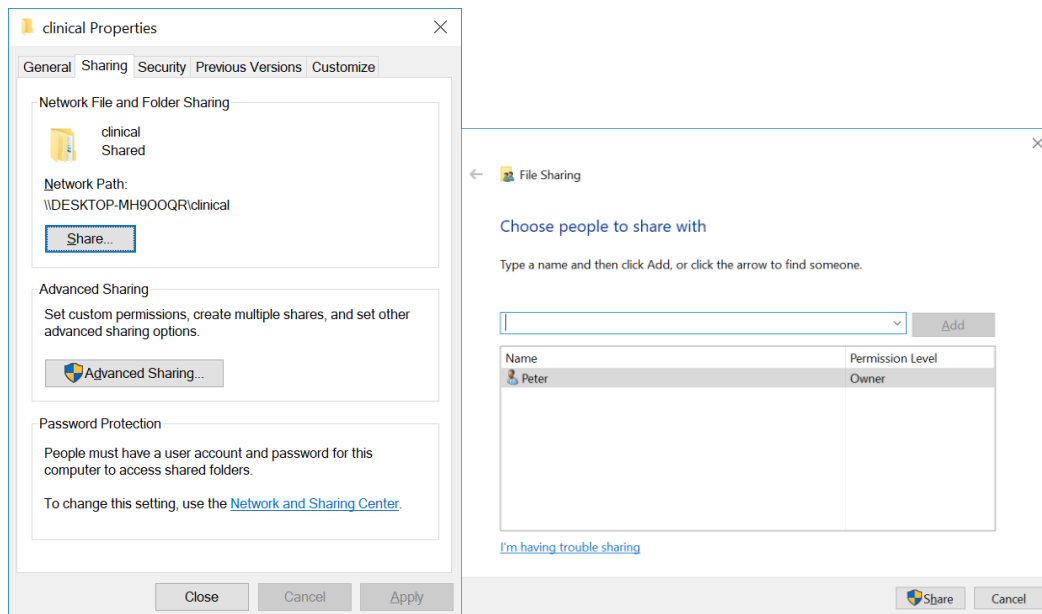 clinical Properties
General Sharing Security Previous Versions Customize
Network File and Folder Sharing
clinical
Shared
Network Path:
\\DESKTOP-MH9OOQR\clinical
Share...
Advanced Sharing
Set custom permissions, create multiple shares, and set other
advanced sharing options.
Advanced Sharing...
Password Protection
People must have a user account and password for this
computer to access shared folders.
To change this setting, use the Network and Sharing Center.
Close Cancel Apply
File Sharing
Choose people to share with
Type a name and then click Add, or click the arrow to find someone.
Add
Name Permission Level
Peter Owner
I'm having trouble sharing
Share Cancel